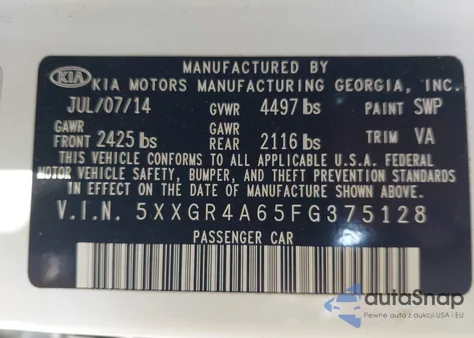 MANUFACTURED BY
KIA KIA MOTORS MANUFACTURING GEORGIA, INC.
JUL/07/14 GVWR 4497 lbs PAINT SWP
GAWR FRONT 2425 lbs GAWR REAR 2116 lbs TRIM VA
THIS VEHICLE CONFORMS TO ALL APPLICABLE U.S.A. FEDERAL
MOTOR VEHICLE SAFETY, BUMPER, AND THEFT PREVENTION STANDARDS
IN EFFECT ON THE DATE OF MANUFACTURE SHOWN ABOVE.
V.I.N. 5XXGR4A65FG375128
PASSENGER CAR
autoSnap
Pewne auta z aukcji USA i EU